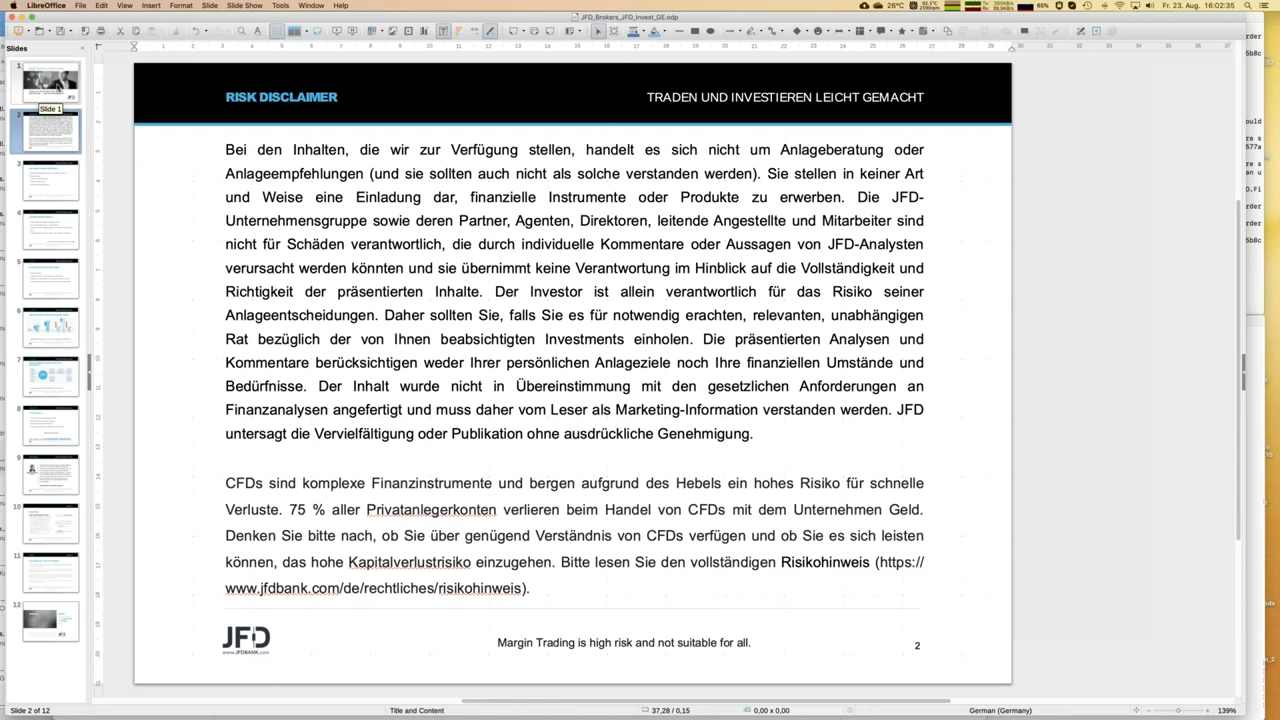 LibreOffice File Edit View Insert Format Slide Slide Show Tools Window Help
26°C 65% Fr. 23. Aug. 16:02:35
JFD_Brokers_JFD_Invest_GE.odp
Slides
Slide 1
RISK DISCLAIMER
TRADEN UND INVESTIEREN LEICHT GEMACHT
Bei den Inhalten, die wir zur Verfügung stellen, handelt es sich nicht um Anlageberatung oder
Anlageempfehlungen (und sie sollten auch nicht als solche verstanden werden). Sie stellen in keiner Art
und Weise eine Einladung dar, finanzielle Instrumente oder Produkte zu erwerben. Die JFD-
Unternehmensgruppe sowie deren Partner, Agenten, Direktoren, leitende Angestellte und Mitarbeiter sind
nicht für Schäden verantwortlich, die durch individuelle Kommentare oder Aussagen von JFD-Analysten
verursacht werden können und sie übernimmt keine Verantwortung im Hinblick auf die Vollständigkeit und
Richtigkeit der präsentierten Inhalte. Der Investor ist allein verantwortlich für das Risiko seiner
Anlageentscheidungen. Daher sollten Sie, falls Sie es für notwendig erachten, relevanten, unabhängigen
Rat bezüglich der von Ihnen beabsichtigten Investments einholen. Die präsentierten Analysen und
Kommentare berücksichtigen weder Ihre persönlichen Anlageziele noch Ihre finanziellen Umstände und
Bedürfnisse. Der Inhalt wurde nicht in Übereinstimmung mit den gesetzlichen Anforderungen an
Finanzanalysen angefertigt und muss daher vom Leser als Marketing-Information verstanden werden. JFD
untersagt die Vervielfältigung oder Publikation ohne ausdrückliche Genehmigung.
CFDs sind komplexe Finanzinstrumente und bergen aufgrund des Hebels ein hohes Risiko für schnelle
Verluste. 75 % aller Privatanlegerkonten verlieren beim Handel von CFDs mit dem Unternehmen Geld.
Denken Sie bitte nach, ob Sie über genügend Verständnis von CFDs verfügen und ob Sie es sich leisten
können, das hohe Kapitalverlustrisiko einzugehen. Bitte lesen Sie den vollständigen Risikohinweis (https://
www.jfdbank.com/de/rechtliches/risikohinweis).
JFD
www.JFDBANK.com
Margin Trading is high risk and not suitable for all.
2
Slide 2 of 12
Title and Content
37,28 / 0,15
0,00 x 0,00
German (Germany)
139%